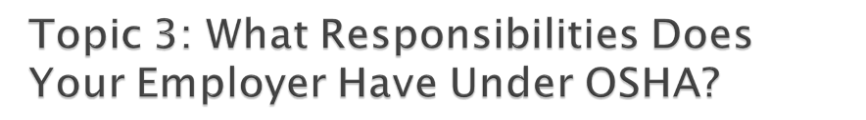 Topic 3: What Responsibilities Does
Your Employer Have Under OSHA?